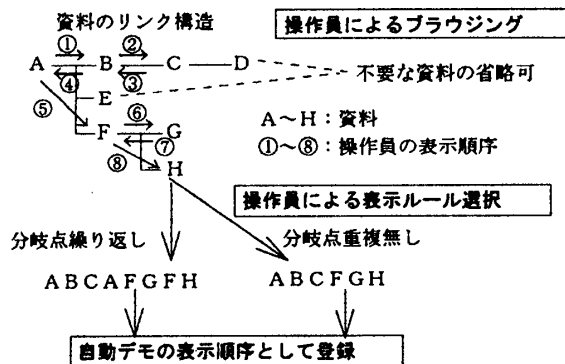 資料のリンク構造
操作員によるブラウジング
① ②
A B C D
④ ③
不要な資料の省略可
E
⑤ ⑥
F G
A～H：資料
①～⑧：操作員の表示順序
⑧ ⑦
H
操作員による表示ルール選択
分岐点繰り返し
分岐点重複無し
A B C A F G F H
A B C F G H
自動デモの表示順序として登録